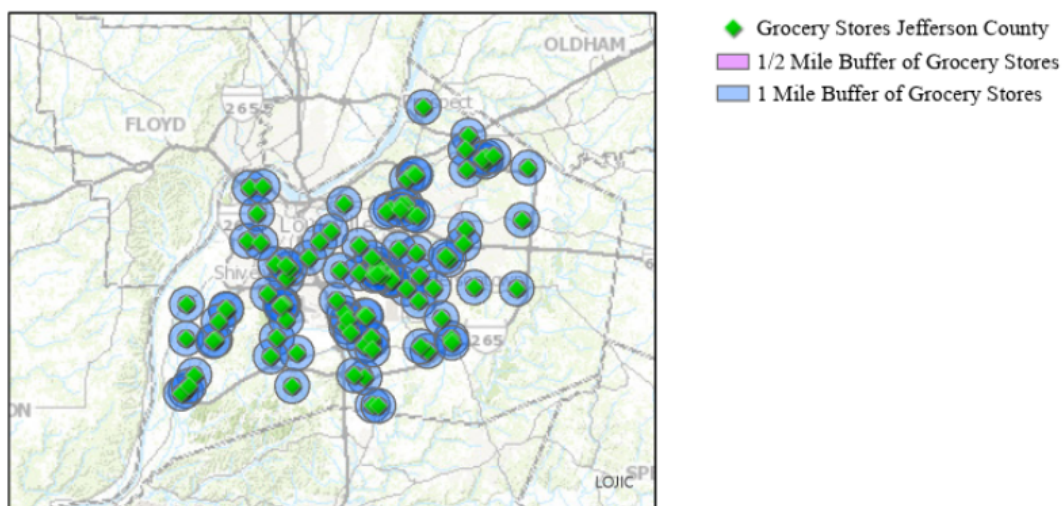 Grocery Stores Jefferson County
1/2 Mile Buffer of Grocery Stores
1 Mile Buffer of Grocery Stores
OLDHAM
265
FLOYD
265
LOJIC